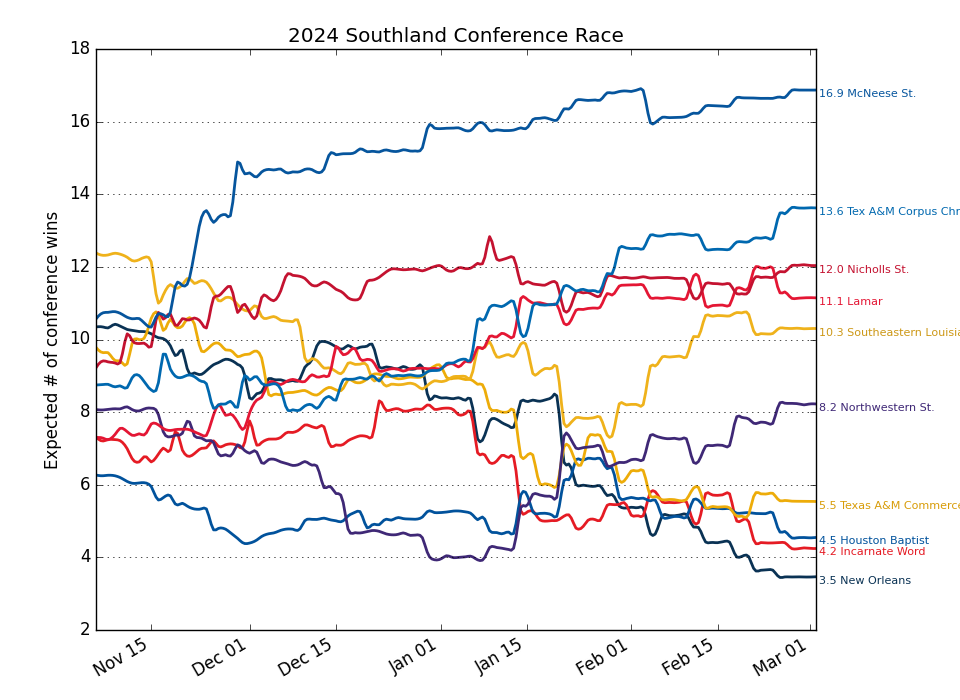 2024 Southland Conference Race
Expected # of conference wins
18
16
14
12
10
8
6
4
2
Nov 15
Dec 01
Dec 15
Jan 01
Jan 15
Feb 01
Feb 15
Mar 01
16.9 McNeese St.
13.6 Tex A&M Corpus Chr
12.0 Nicholls St.
11.1 Lamar
10.3 Southeastern Louisia
8.2 Northwestern St.
5.5 Texas A&M Commerce
4.5 Houston Baptist
4.2 Incarnate Word
3.5 New Orleans